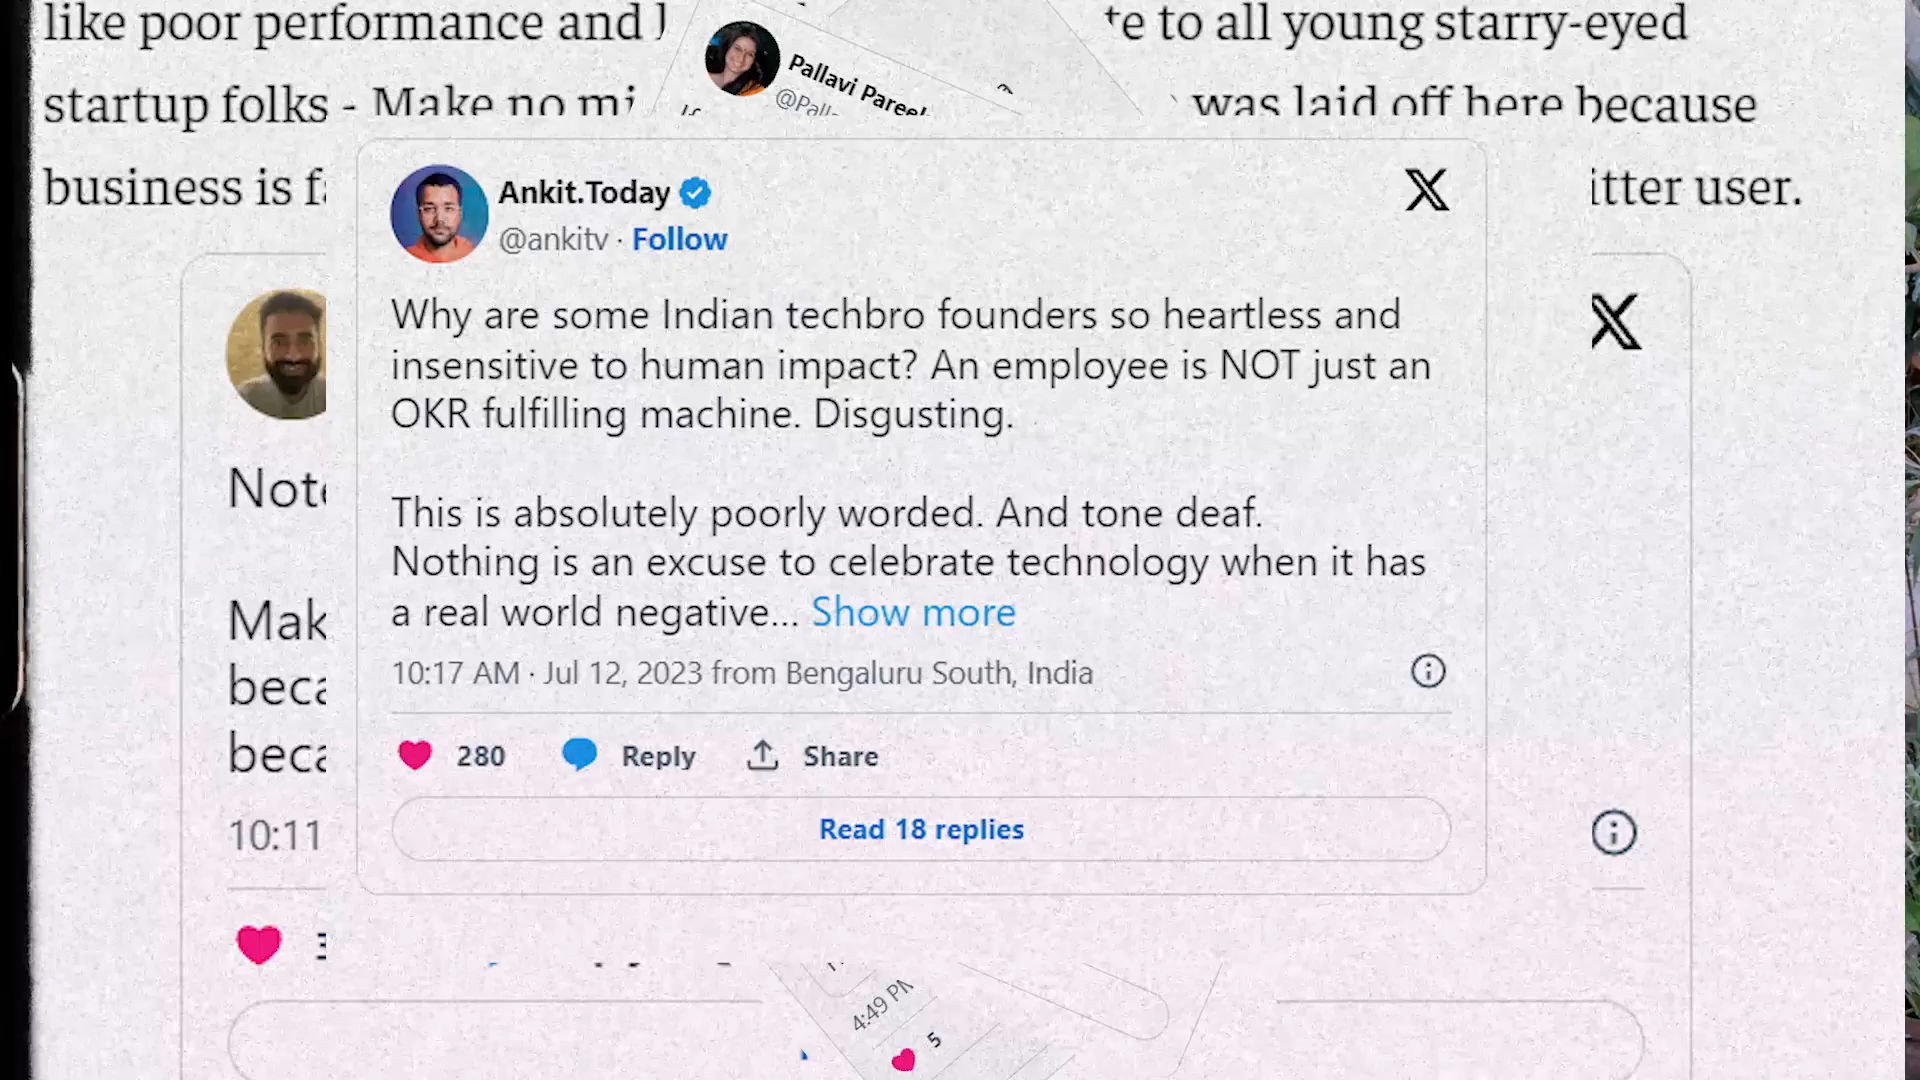 like poor performance and
te to all young starry-eyed
startup folks - Make no mi
was laid off here because
business is fa
itter user.
Pallavi Pareek
@Pall
Ankit.Today
@ankitv · Follow
Why are some Indian techbro founders so heartless and
insensitive to human impact? An employee is NOT just an
OKR fulfilling machine. Disgusting.
This is absolutely poorly worded. And tone deaf.
Nothing is an excuse to celebrate technology when it has
a real world negative... Show more
10:17 AM · Jul 12, 2023 from Bengaluru South, India
280 Reply Share
Read 18 replies
Note
Mak
beca
beca
10:11
4:49 PM
5